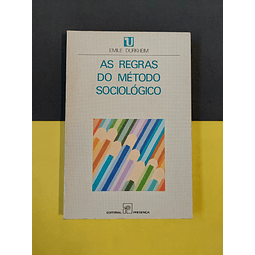 EMILE DURKHEIM
AS REGRAS
DO MÉTODO
SOCIOLÓGICO
EDITORIAL PRESENÇA